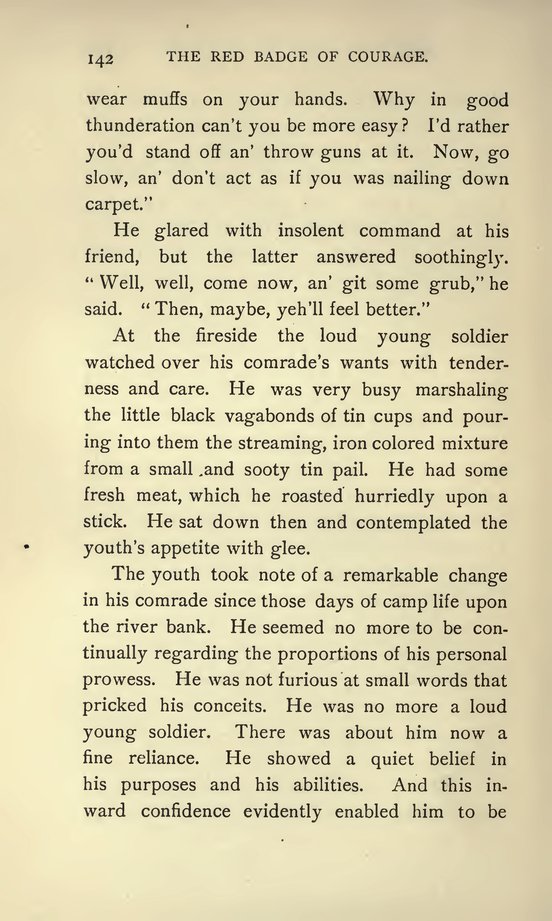 142 THE RED BADGE OF COURAGE.
wear muffs on your hands. Why in good
thunderation can't you be more easy? I'd rather
you'd stand off an' throw guns at it. Now, go
slow, an' don't act as if you was nailing down
carpet."
He glared with insolent command at his
friend, but the latter answered soothingly.
"Well, well, come now, an' git some grub," he
said. "Then, maybe, yeh'll feel better."
At the fireside the loud young soldier
watched over his comrade's wants with tender-
ness and care. He was very busy marshaling
the little black vagabonds of tin cups and pour-
ing into them the streaming, iron colored mixture
from a small and sooty tin pail. He had some
fresh meat, which he roasted hurriedly upon a
stick. He sat down then and contemplated the
youth's appetite with glee.
The youth took note of a remarkable change
in his comrade since those days of camp life upon
the river bank. He seemed no more to be con-
tinually regarding the proportions of his personal
prowess. He was not furious at small words that
pricked his conceits. He was no more a loud
young soldier. There was about him now a
fine reliance. He showed a quiet belief in
his purposes and his abilities. And this in-
ward confidence evidently enabled him to be